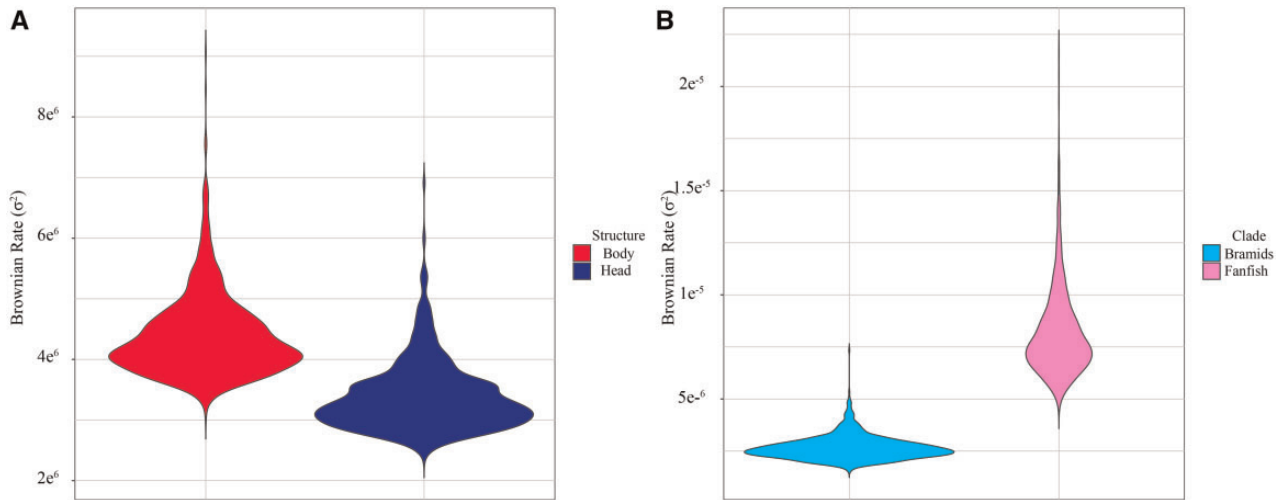 A
Brownian Rate (σ²)
8e⁶
6e⁶
4e⁶
2e⁶
Structure
Body
Head
B
Brownian Rate (σ²)
2e⁻⁵
1.5e⁻⁵
1e⁻⁵
5e⁻⁶
Clade
Bramids
Fanfish